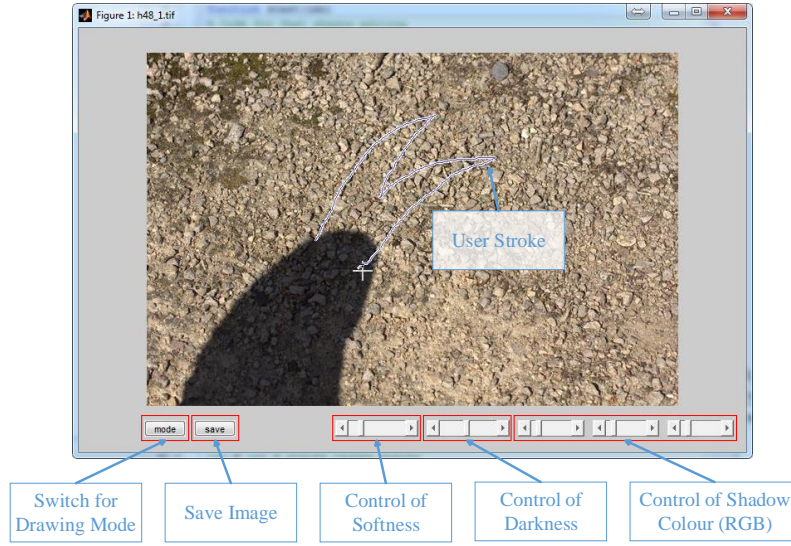 Figure 1: h48_1.tif
User Stroke
mode
save
Switch for
Drawing Mode
Save Image
Control of
Softness
Control of
Darkness
Control of Shadow
Colour (RGB)